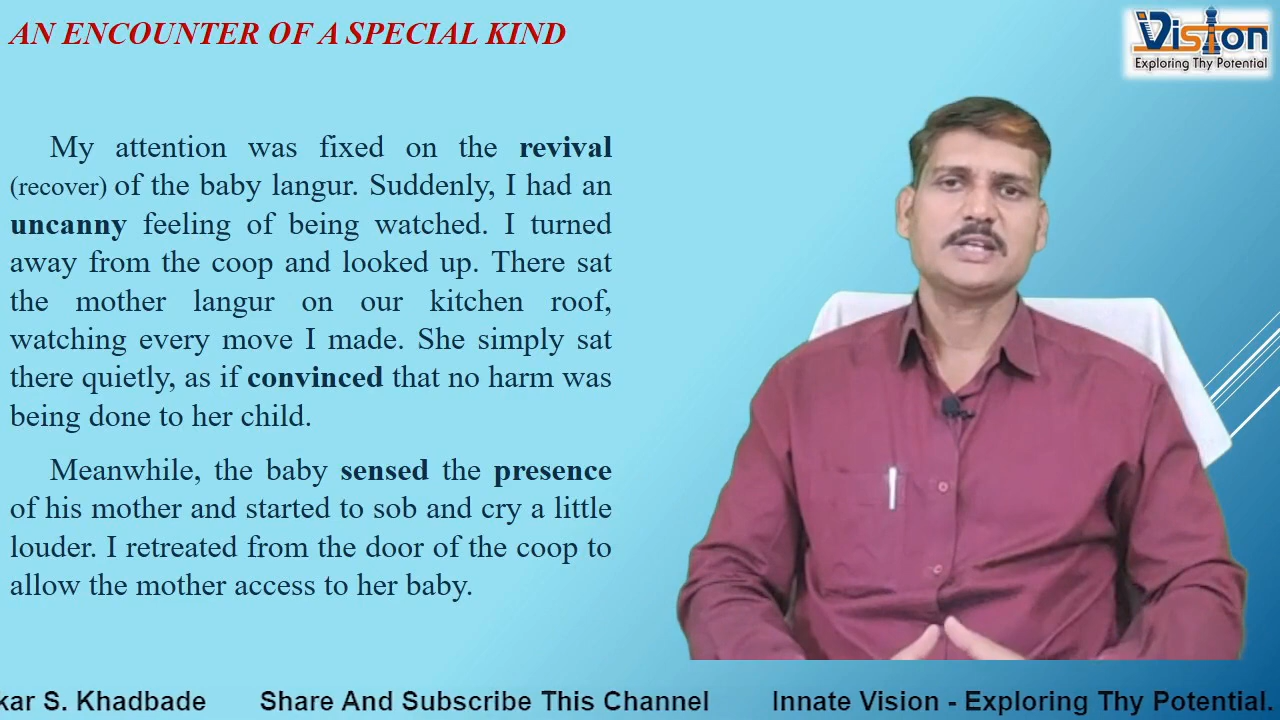 AN ENCOUNTER OF A SPECIAL KIND
Vision
Exploring Thy Potential
My attention was fixed on the revival
(recover) of the baby langur. Suddenly, I had an
uncanny feeling of being watched. I turned
away from the coop and looked up. There sat
the mother langur on our kitchen roof,
watching every move I made. She simply sat
there quietly, as if convinced that no harm was
being done to her child.
Meanwhile, the baby sensed the presence
of his mother and started to sob and cry a little
louder. I retreated from the door of the coop to
allow the mother access to her baby.
kar S. Khadbade Share And Subscribe This Channel Innate Vision - Exploring Thy Potential.